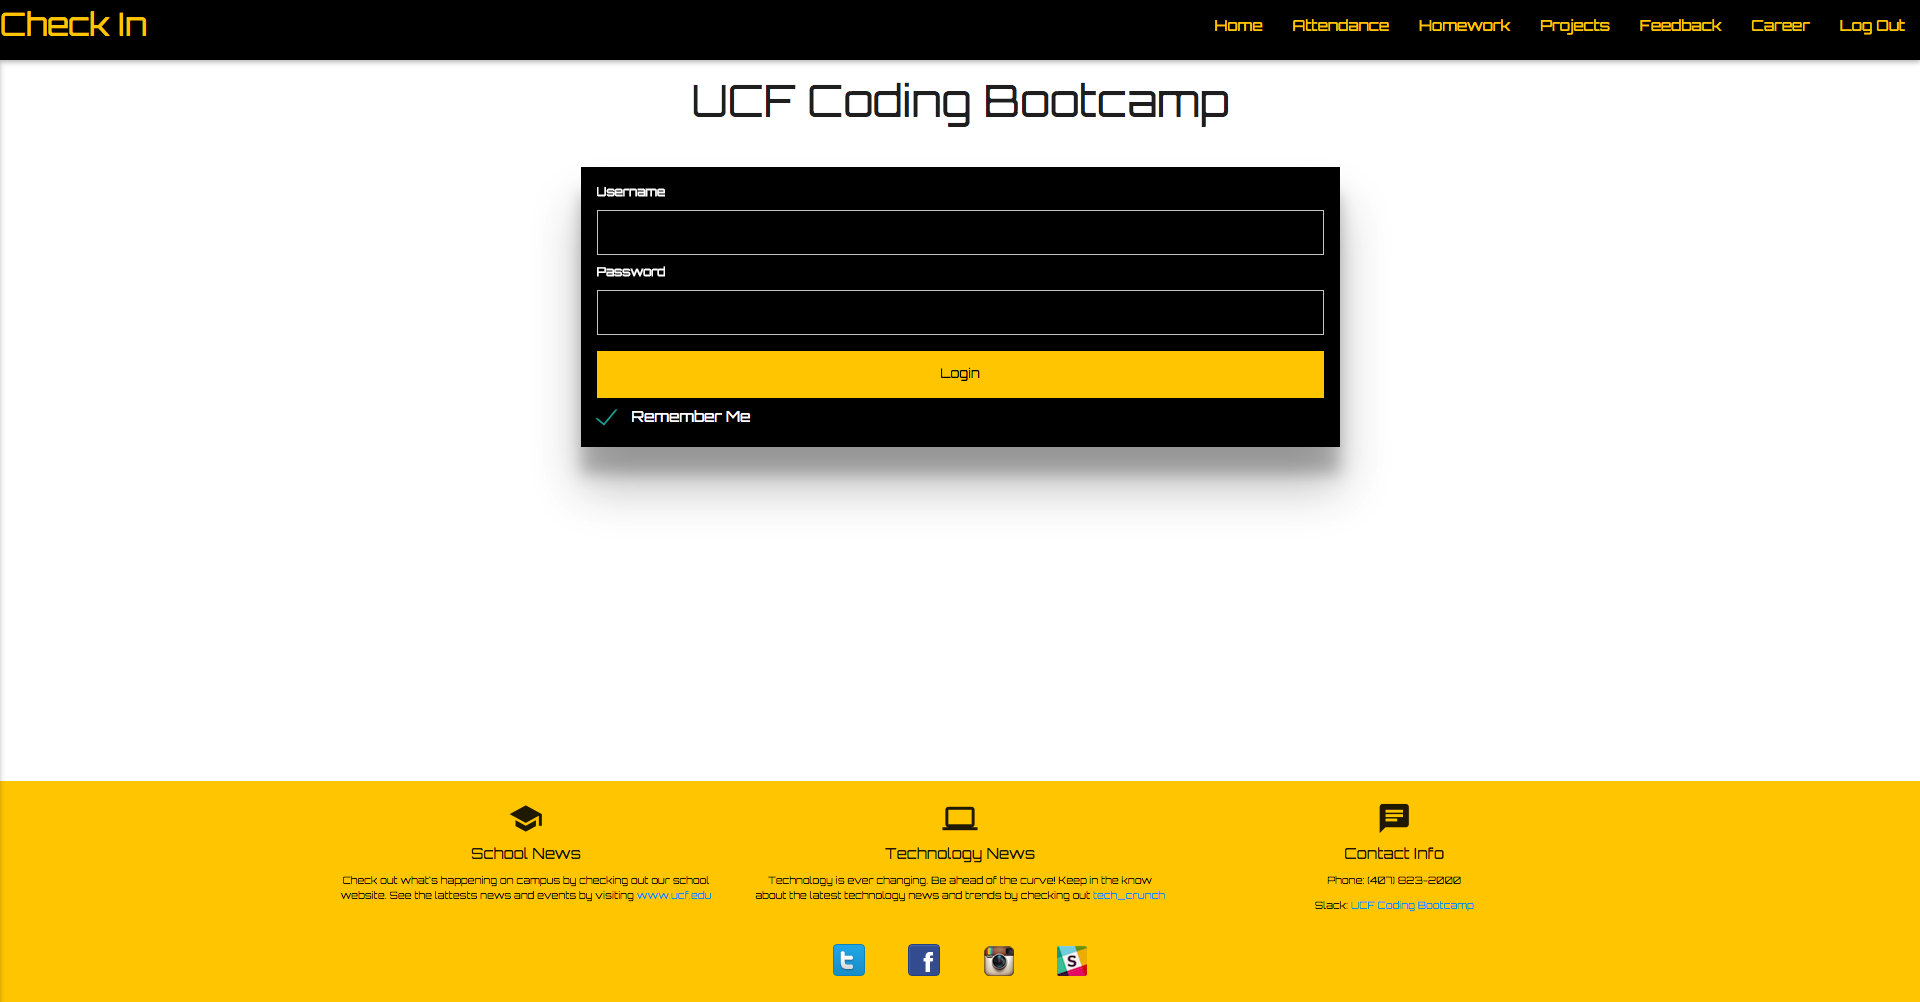 Check In
Home Attendance Homework Projects Feedback Career Log Out
UCF Coding Bootcamp
Username
Password
Login
Remember Me
School News
Check out what's happening on campus by checking out our school
website. See the lattests news and events by visiting www.ucf.edu
Technology News
Technology is ever changing. Be ahead of the curve! Keep in the know
about the latest technology news and trends by checking out tech_crunch
Contact Info
Phone: (407) 823-2000
Slack: UCF Coding Bootcamp
t f S